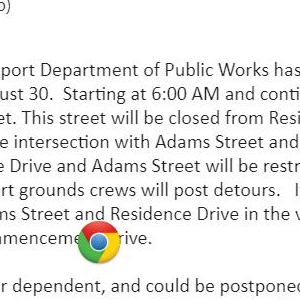 o)
port Department of Public Works has
ust 30. Starting at 6:00 AM and conti
et. This street will be closed from Resi
e intersection with Adams Street and
e Drive and Adams Street will be restr
rt grounds crews will post detours. I
ms Street and Residence Drive in the v
mmenceme rive.
r dependent, and could be postponed